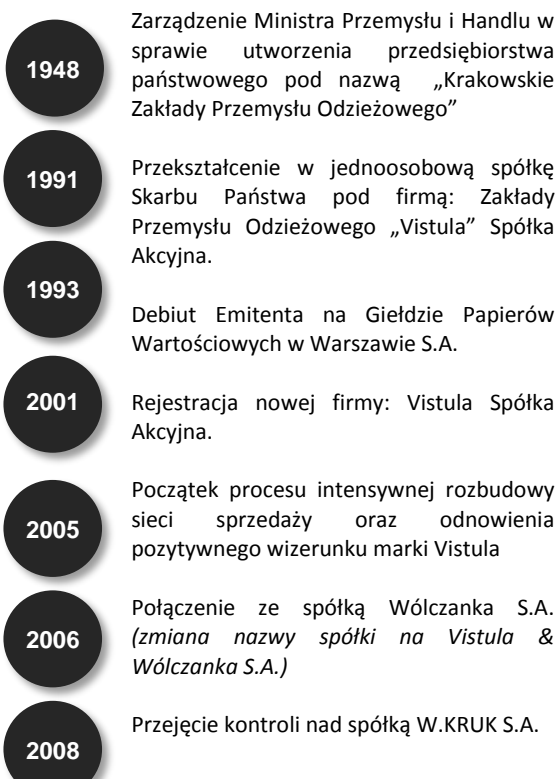 1948
Zarządzenie Ministra Przemysłu i Handlu w
sprawie utworzenia przedsiębiorstwa
państwowego pod nazwą „Krakowskie
Zakłady Przemysłu Odzieżowego”
1991
Przekształcenie w jednoosobową spółkę
Skarbu Państwa pod firmą: Zakłady
Przemysłu Odzieżowego „Vistula” Spółka
Akcyjna.
1993
Debiut Emitenta na Giełdzie Papierów
Wartościowych w Warszawie S.A.
2001
Rejestracja nowej firmy: Vistula Spółka
Akcyjna.
2005
Początek procesu intensywnej rozbudowy
sieci sprzedaży oraz odnowienia
pozytywnego wizerunku marki Vistula
2006
Połączenie ze spółką Wólczanka S.A.
(zmiana nazwy spółki na Vistula &
Wólczanka S.A.)
2008
Przejęcie kontroli nad spółką W.KRUK S.A.